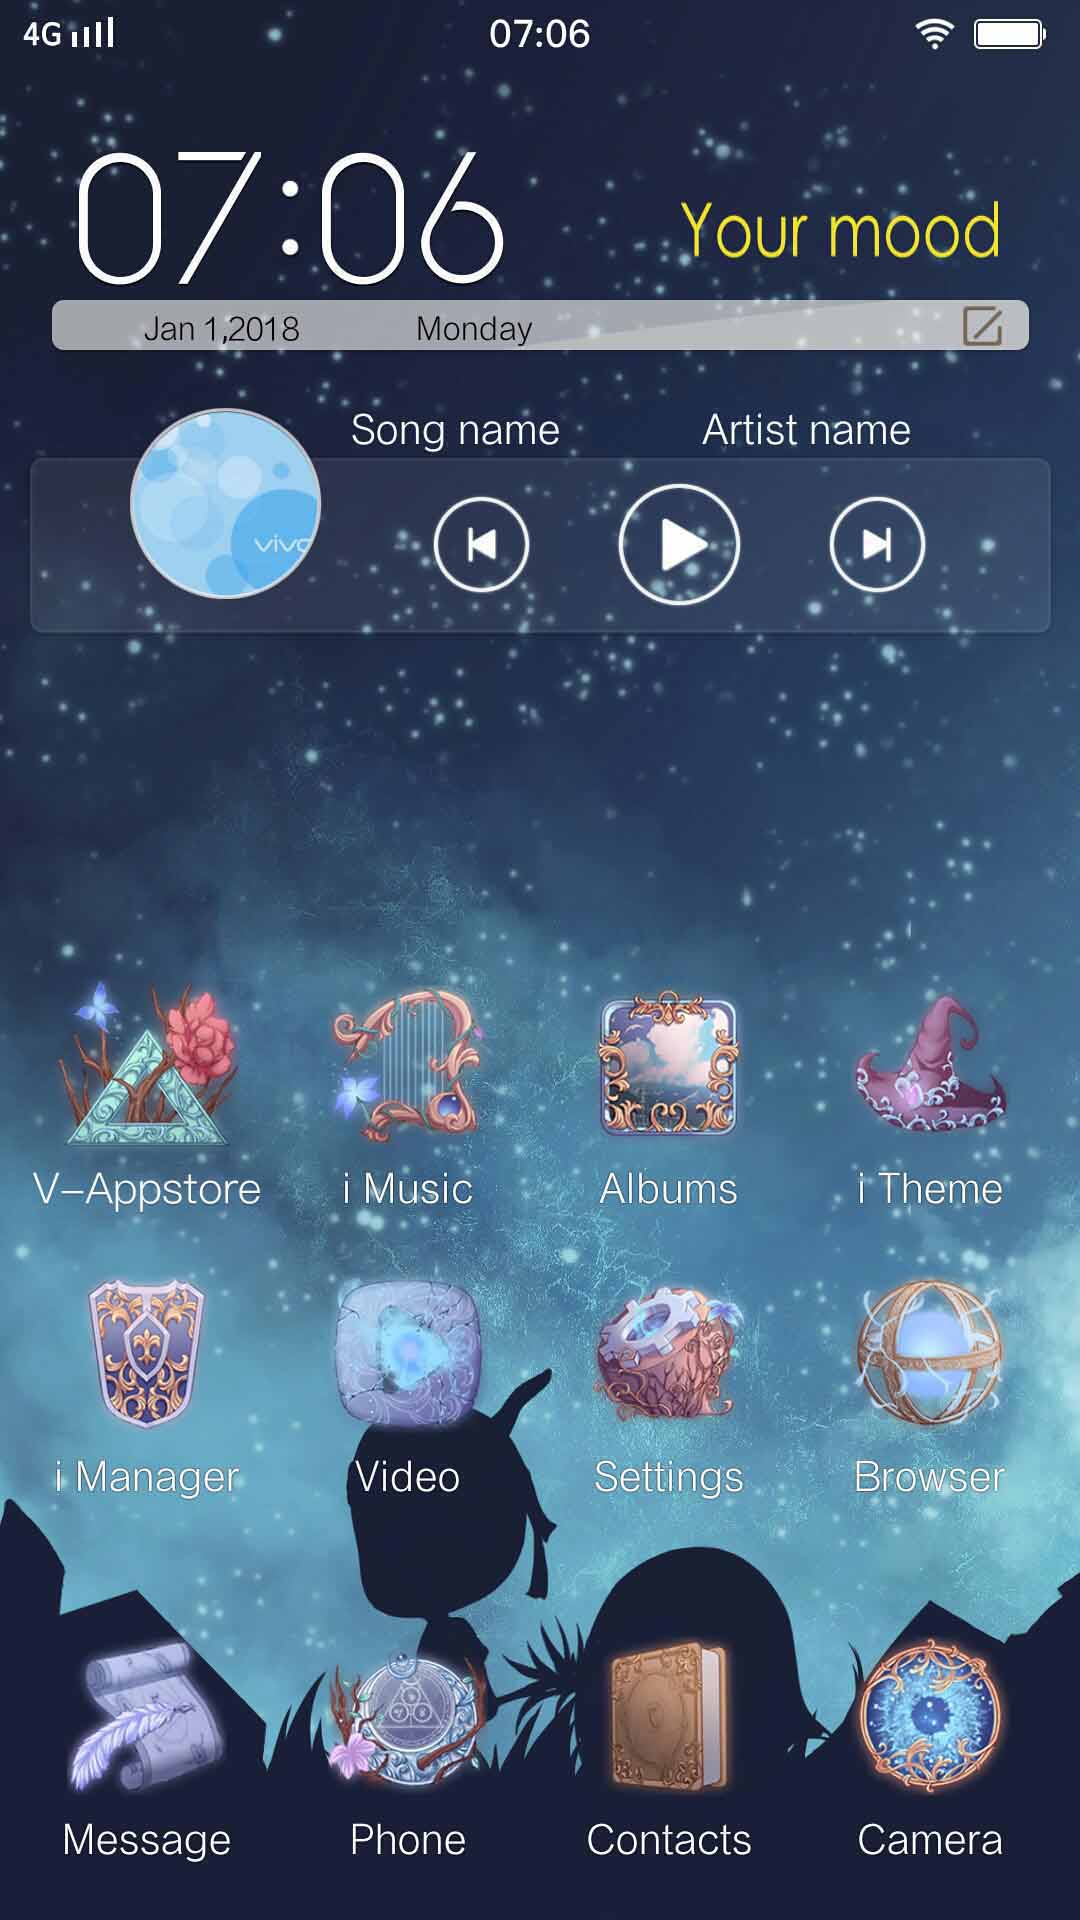 4G 07:06
07:06
Your mood
Jan 1,2018 Monday
Song name Artist name
vivo
V-Appstore i Music Albums i Theme
i Manager Video Settings Browser
Message Phone Contacts Camera